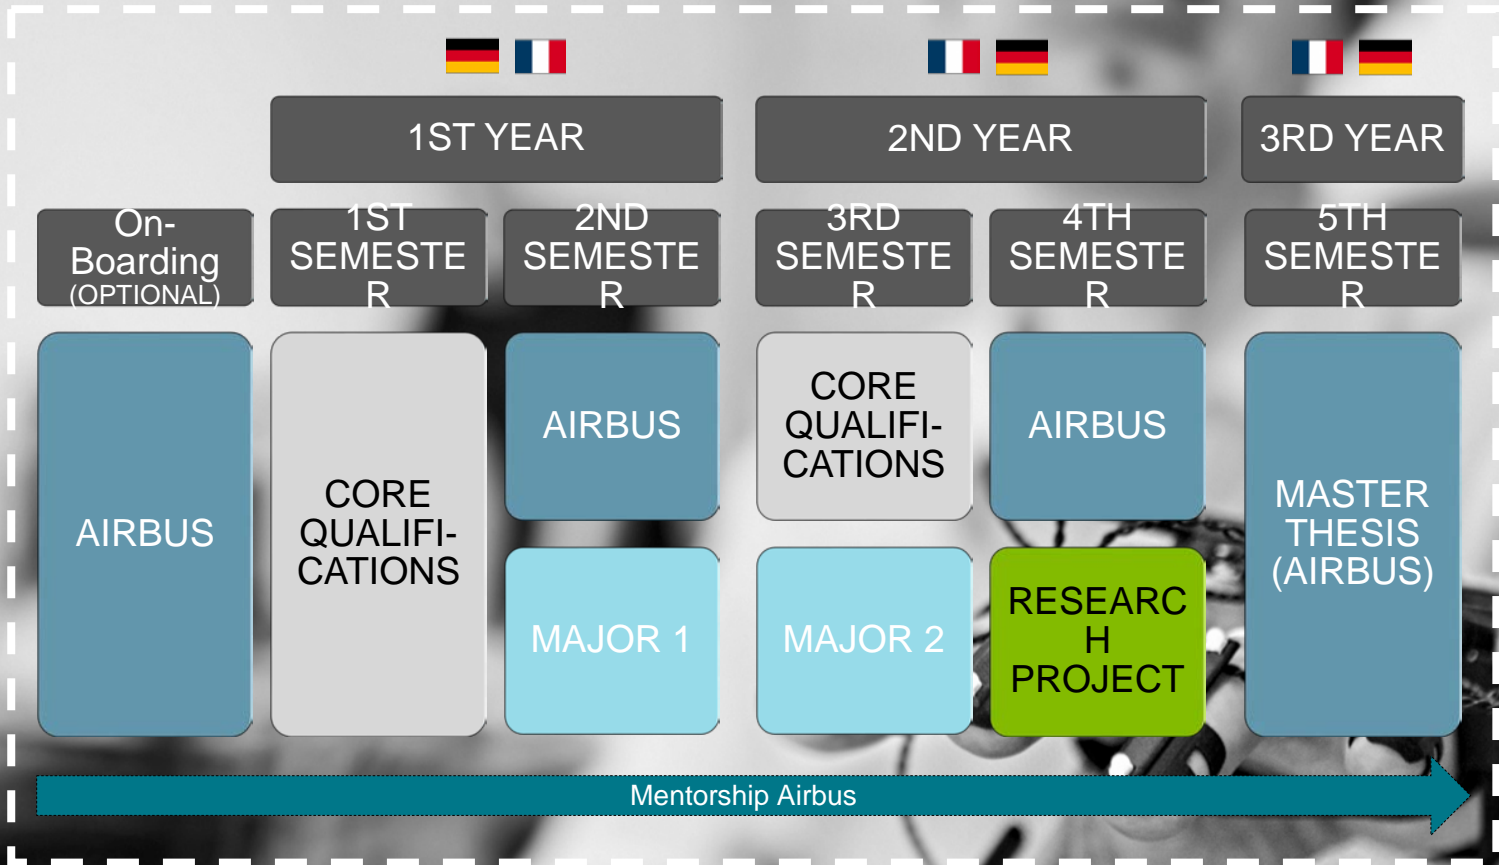 1ST YEAR
2ND YEAR
3RD YEAR
On-
Boarding
(OPTIONAL)
1ST
SEMESTE
R
2ND
SEMESTE
R
3RD
SEMESTE
R
4TH
SEMESTE
R
5TH
SEMESTE
R
AIRBUS
CORE
QUALIFI-
CATIONS
AIRBUS
MAJOR 1
CORE
QUALIFI-
CATIONS
MAJOR 2
AIRBUS
RESEARC
H
PROJECT
MASTER
THESIS
(AIRBUS)
Mentorship Airbus